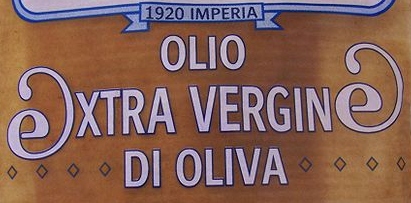 1920 IMPERIA
OLIO
eXTRA VERGINe
DI OLIVA